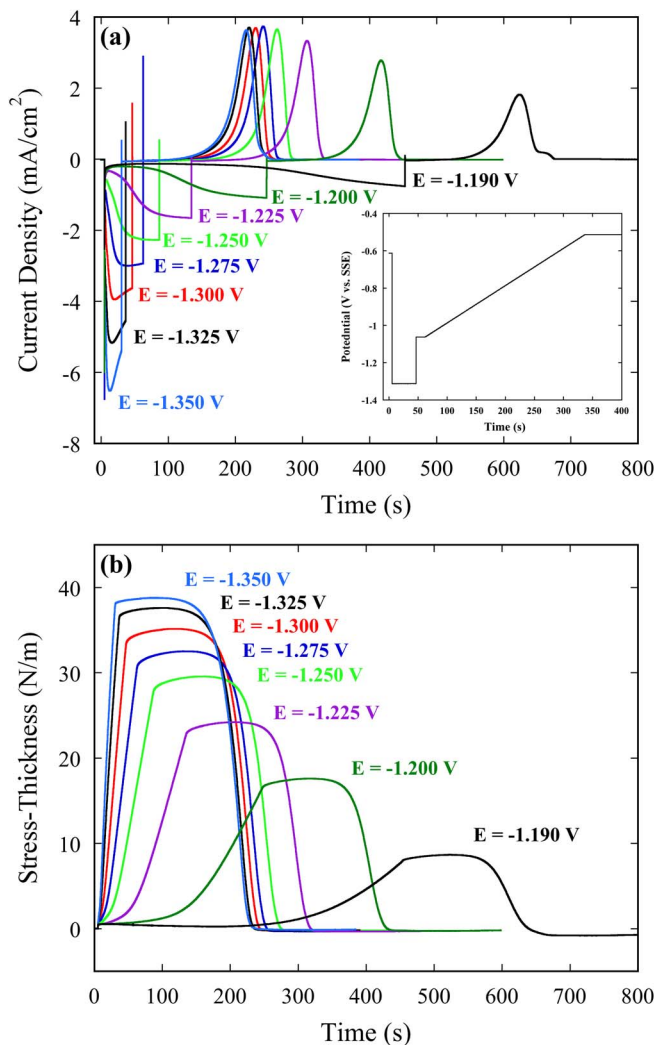 (a)
4
2
0
-2
-4
-6
-8
Current Density (mA/cm²)
E = -1.190 V
E = -1.200 V
E = -1.225 V
E = -1.250 V
E = -1.275 V
E = -1.300 V
E = -1.325 V
E = -1.350 V
-0.4
-0.6
-0.8
-1
-1.2
-1.4
Potedntial (V vs. SSE)
0 50 100 150 200 250 300 350 400
Time (s)
0 100 200 300 400 500 600 700 800
Time (s)
(b)
40
30
20
10
0
Stress-Thickness (N/m)
E = -1.350 V
E = -1.325 V
E = -1.300 V
E = -1.275 V
E = -1.250 V
E = -1.225 V
E = -1.200 V
E = -1.190 V
0 100 200 300 400 500 600 700 800
Time (s)